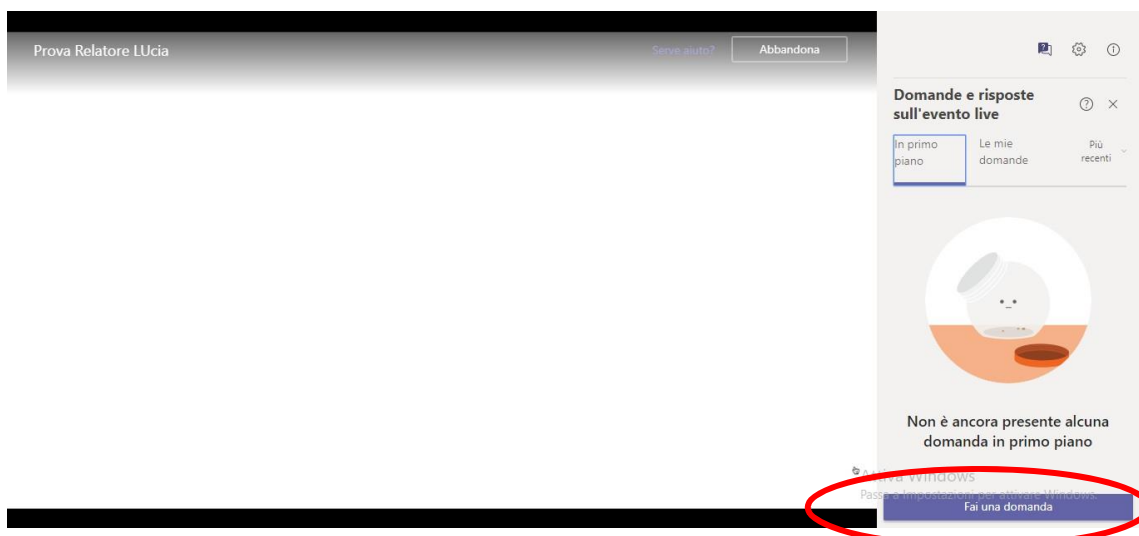 Prova Relatore LUcia
Serve aiuto?
Abbandona
Domande e risposte
sull'evento live
In primo
piano
Le mie
domande
Più
recenti
Non è ancora presente alcuna
domanda in primo piano
Attiva Windows
Passa a Impostazioni per attivare Windows.
Fai una domanda